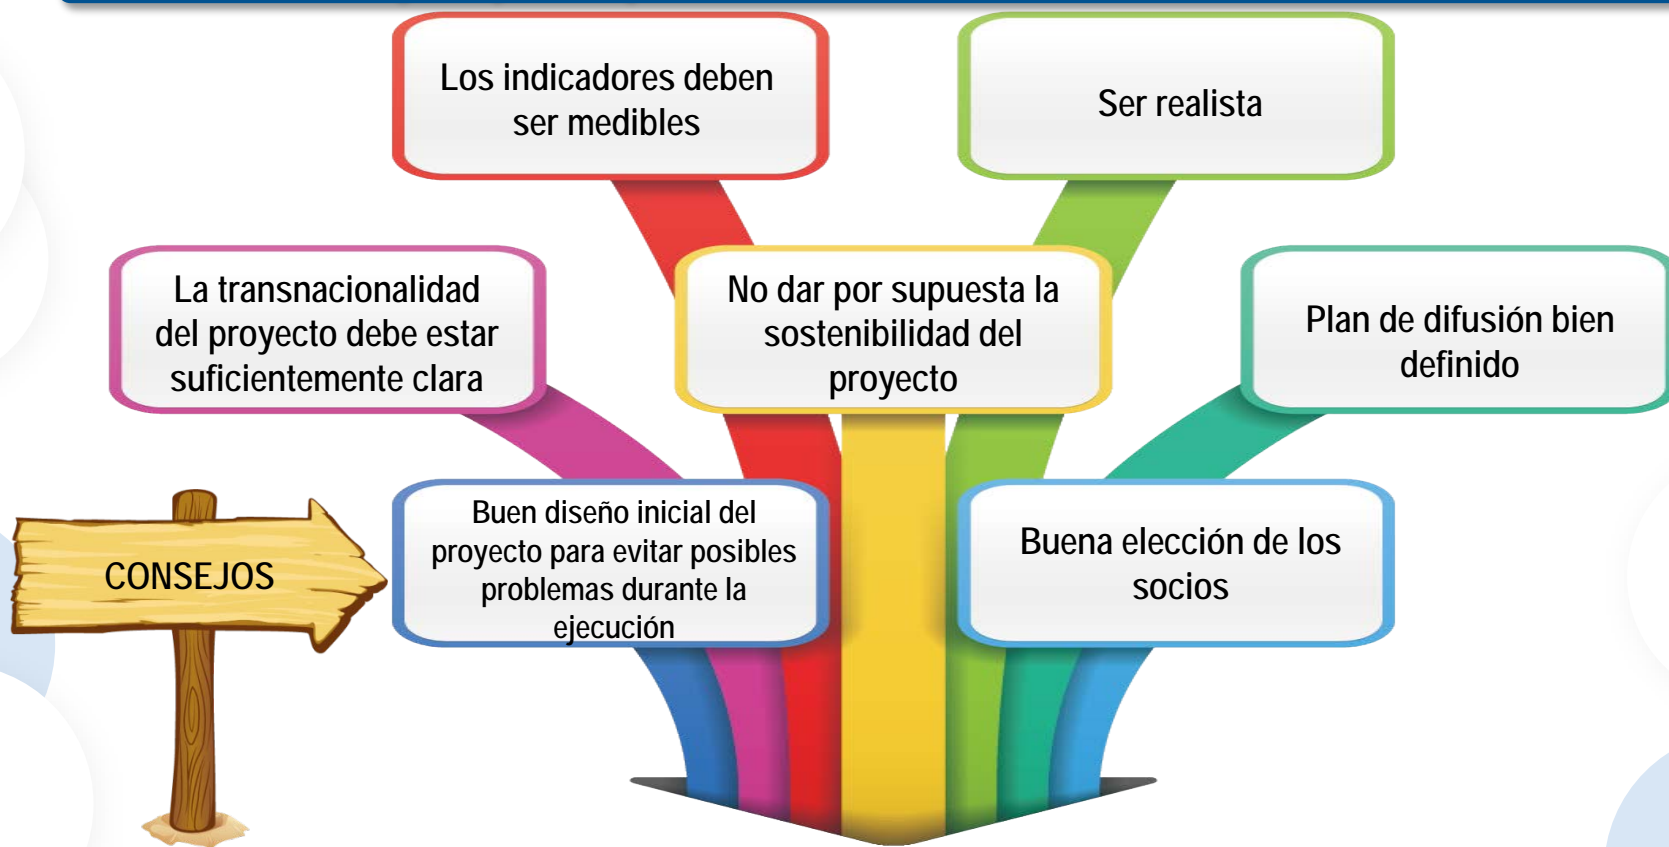 Los indicadores deben
ser medibles
Ser realista
La transnacionalidad
del proyecto debe estar
suficientemente clara
No dar por supuesta la
sostenibilidad del
proyecto
Plan de difusión bien
definido
CONSEJOS
Buen diseño inicial del
proyecto para evitar posibles
problemas durante la
ejecución
Buena elección de los
socios